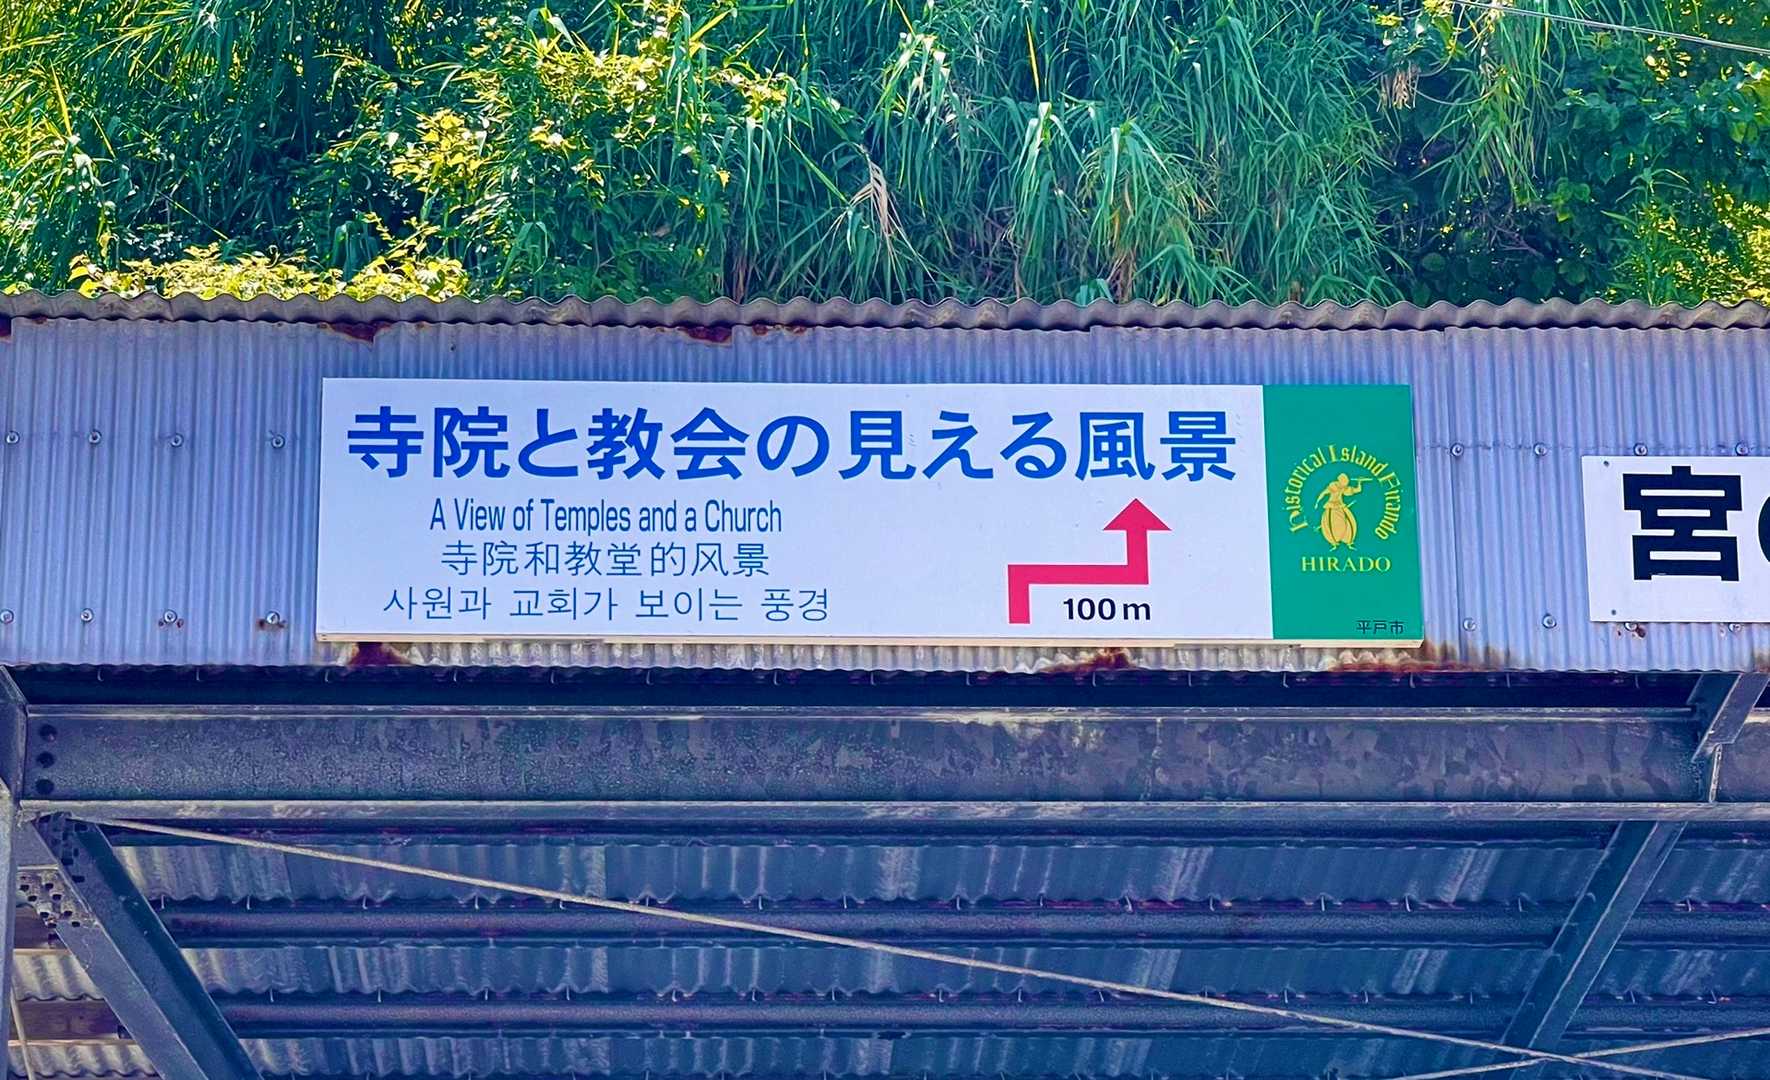 寺院と教会の見える風景
A View of Temples and a Church
寺院和教堂的风景
사원과 교회가 보이는 풍경
100m
Historical Island Firando
HIRADO
平戸市
宮